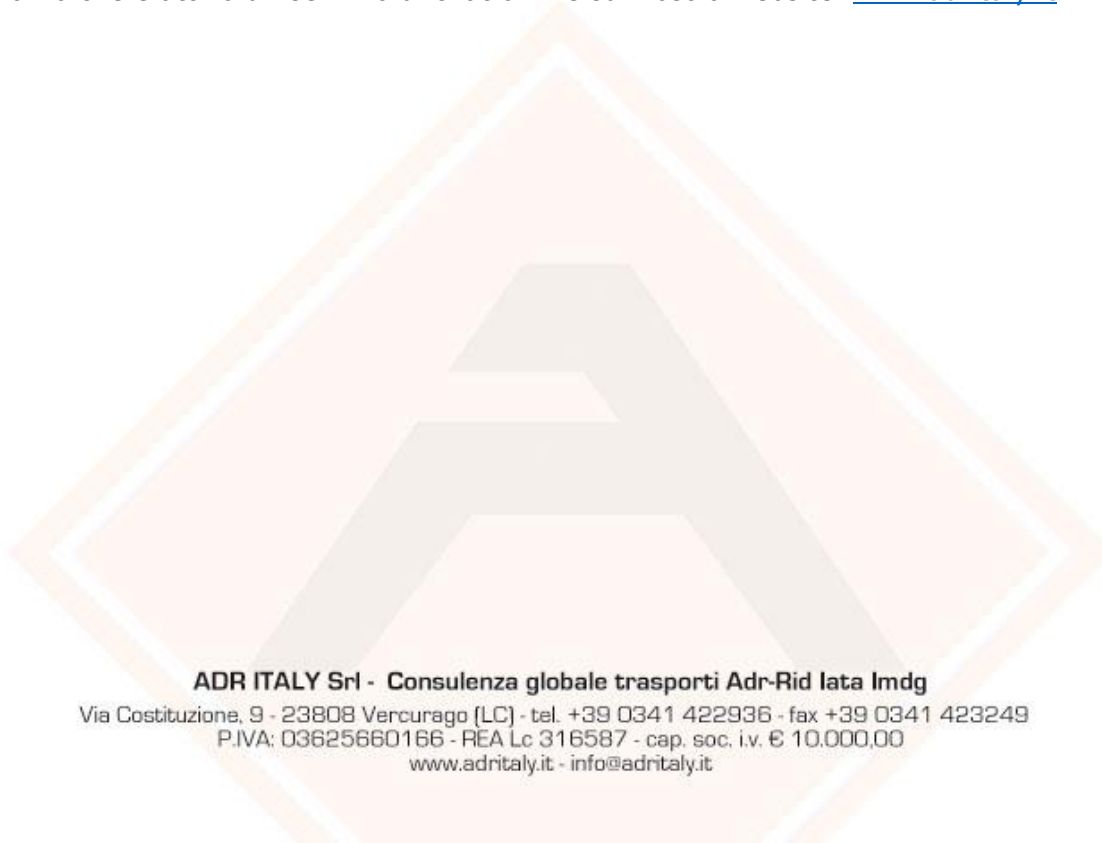 ADR ITALY Srl - Consulenza globale trasporti Adr-Rid Iata Imdg
Via Costituzione, 9 - 23808 Vercurago (LC) - tel. +39 0341 422936 - fax +39 0341 423249
P.IVA: 03625660166 - REA Lc 316587 - cap. soc. i.v. € 10.000,00
www.adritaly.it - info@adritaly.it